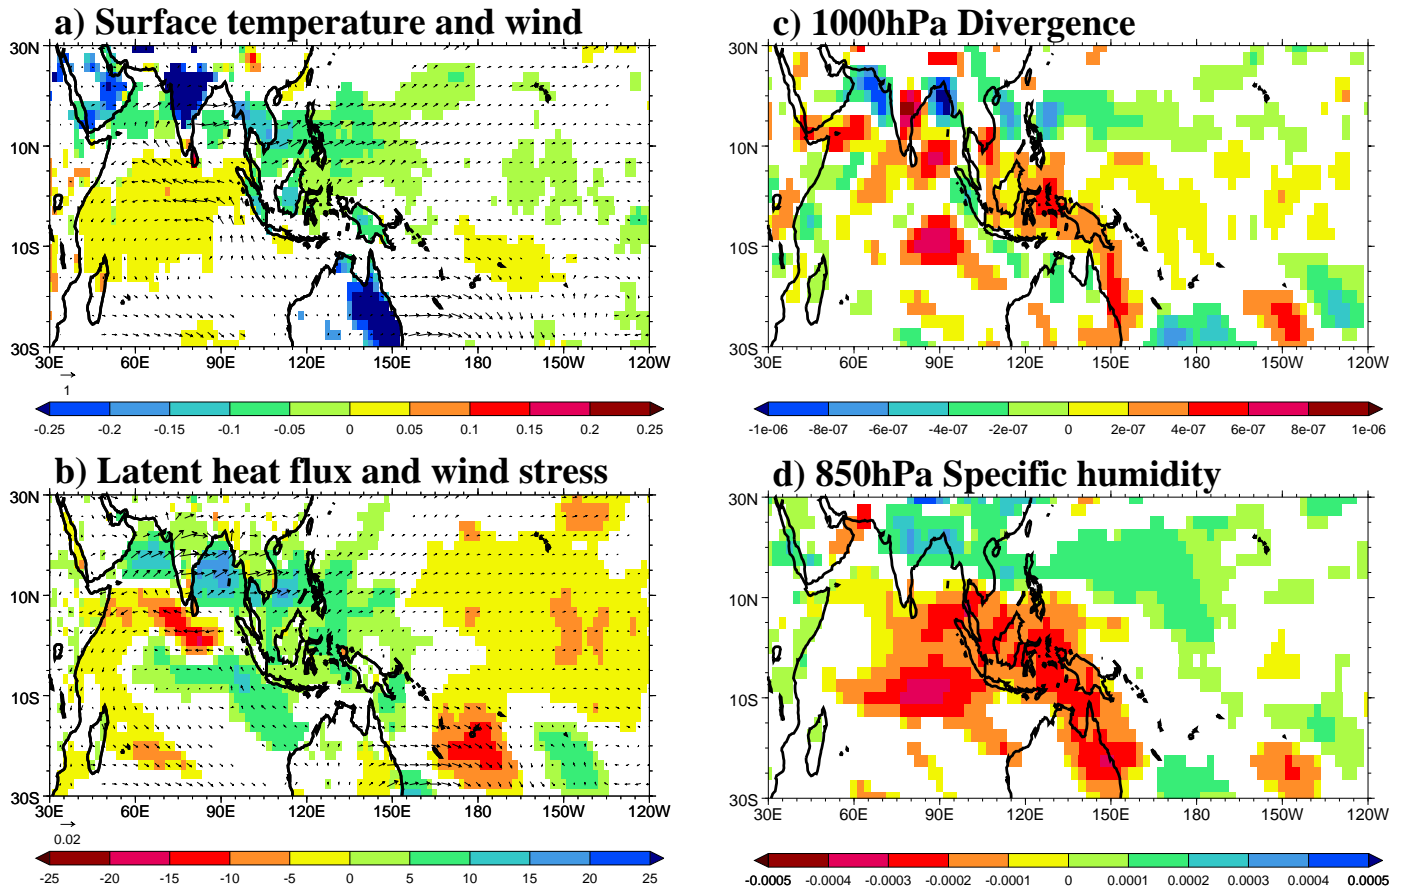 a) Surface temperature and wind
30N
10N
10S
30S
30E 60E 90E 120E 150E 180 150W 120W
1
-0.25 -0.2 -0.15 -0.1 -0.05 0 0.05 0.1 0.15 0.2 0.25
c) 1000hPa Divergence
30N
10N
10S
30S
30E 60E 90E 120E 150E 180 150W 120W
-1e-06 -8e-07 -6e-07 -4e-07 -2e-07 0 2e-07 4e-07 6e-07 8e-07 1e-06
b) Latent heat flux and wind stress
30N
10N
10S
30S
30E 60E 90E 120E 150E 180 150W 120W
0.02
-25 -20 -15 -10 -5 0 5 10 15 20 25
d) 850hPa Specific humidity
30N
10N
10S
30S
30E 60E 90E 120E 150E 180 150W 120W
-0.0005 -0.0004 -0.0003 -0.0002 -0.0001 0 0.0001 0.0002 0.0003 0.0004 0.0005